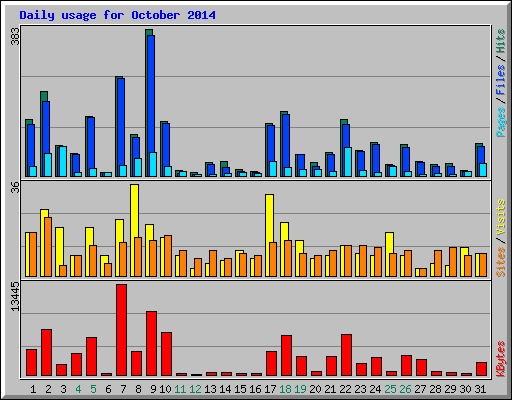 Daily usage for October 2014
383
Pages / Files / Hits
36
Sites / Visits
13445
KBytes
1 2 3 4 5 6 7 8 9 10 11 12 13 14 15 16 17 18 19 20 21 22 23 24 25 26 27 28 29 30 31